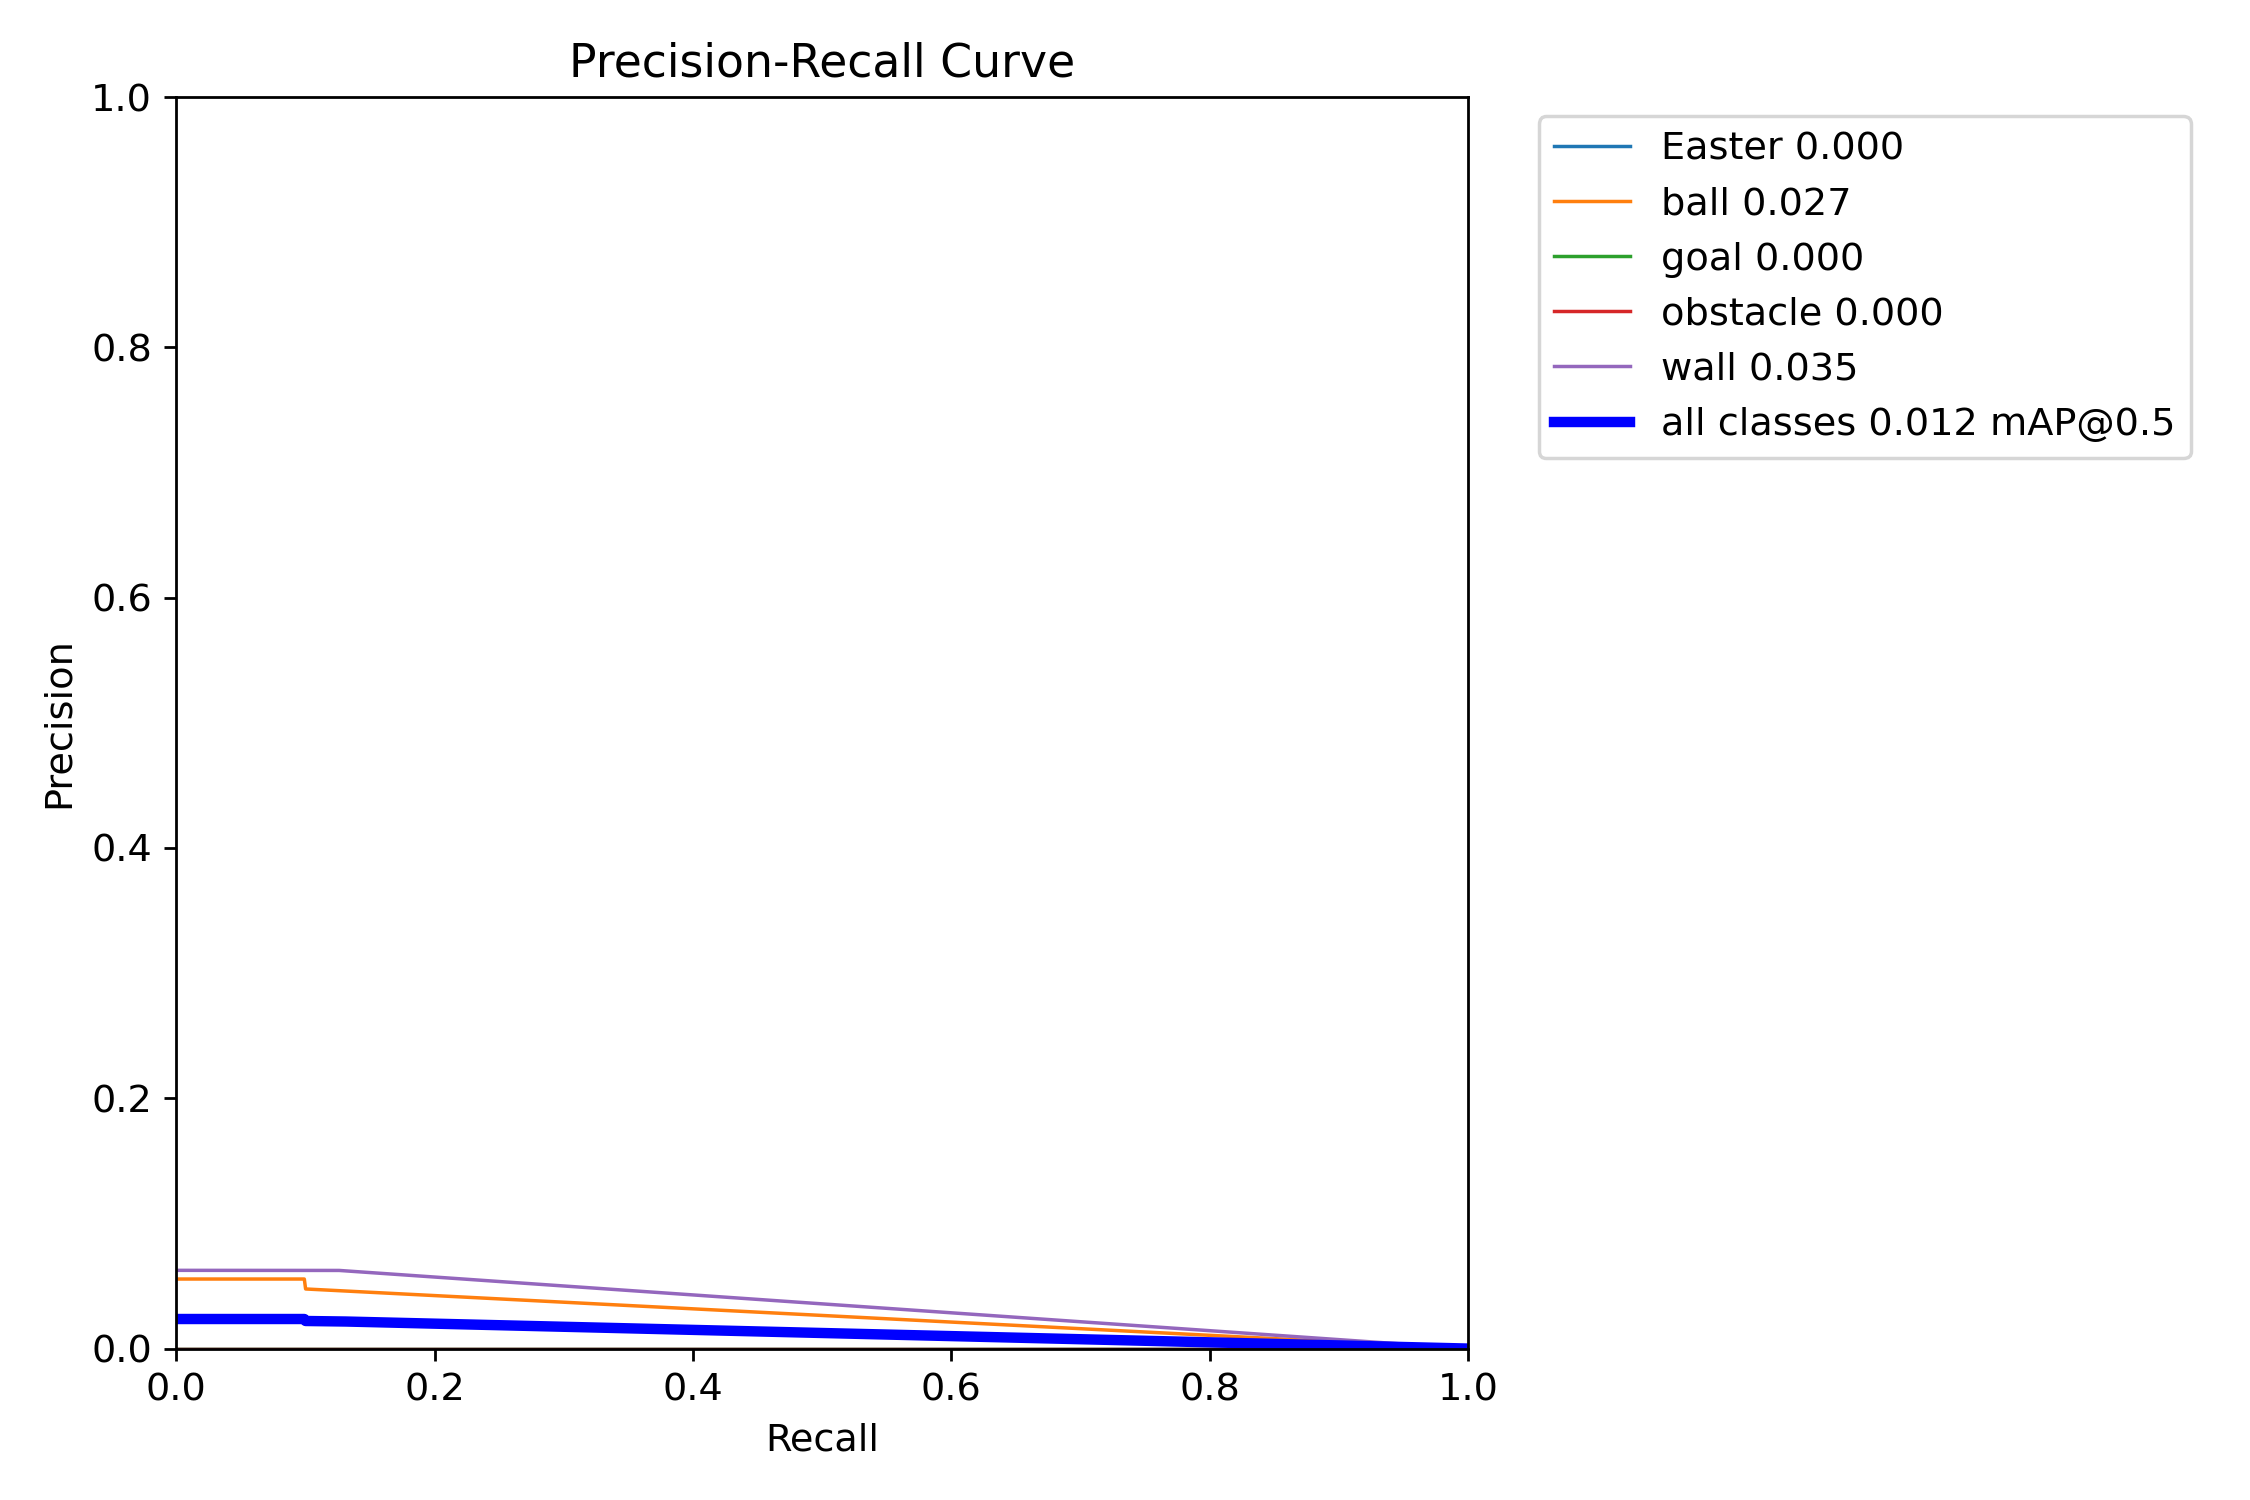 Precision-Recall Curve
1.0
0.8
0.6
0.4
0.2
0.0
Precision
0.0 0.2 0.4 0.6 0.8 1.0
Recall
Easter 0.000
ball 0.027
goal 0.000
obstacle 0.000
wall 0.035
all classes 0.012 mAP@0.5